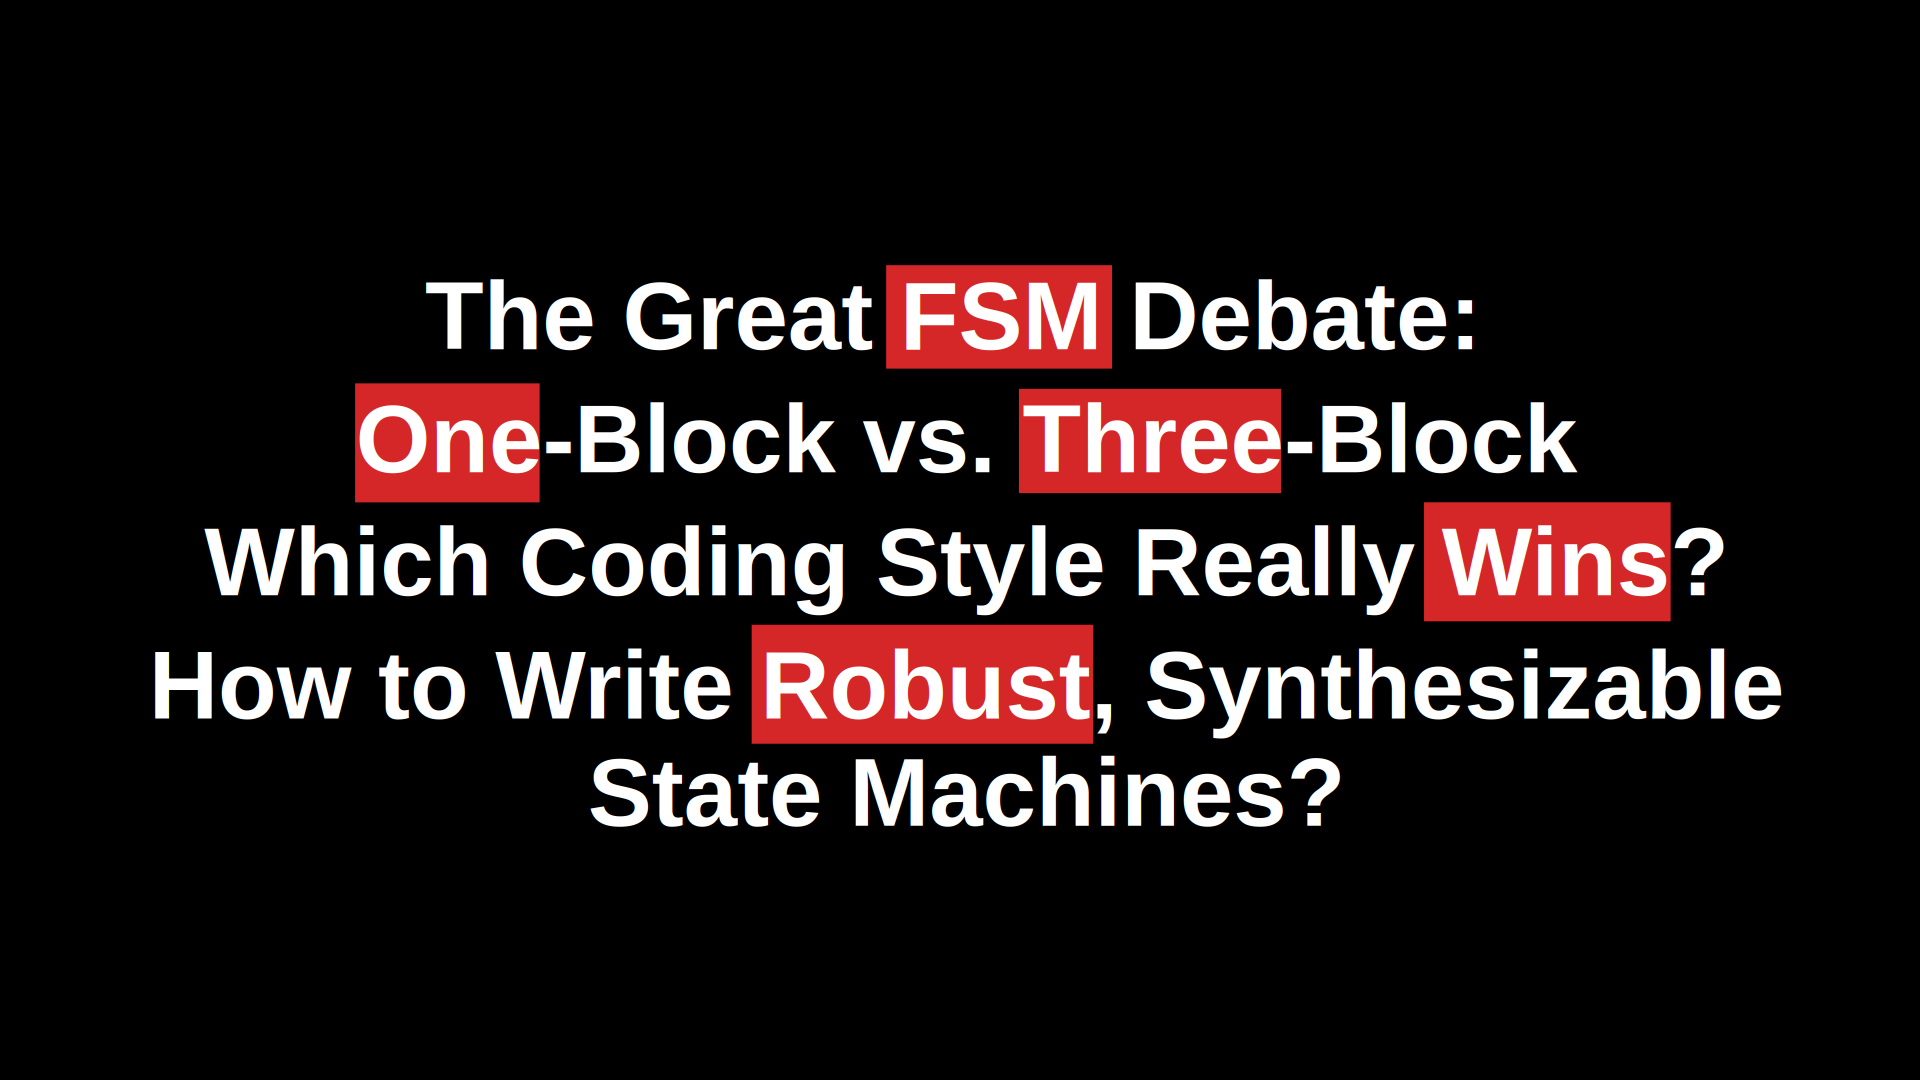 The Great FSM Debate:
One-Block vs. Three-Block
Which Coding Style Really Wins?
How to Write Robust, Synthesizable
State Machines?